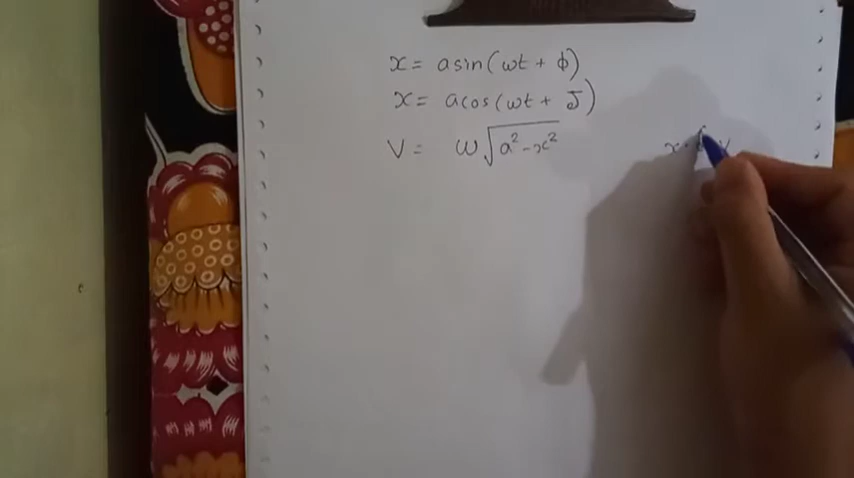 x = a sin(ωt + ϕ)
x = a cos(ωt + δ)
V = ω√a² - x²